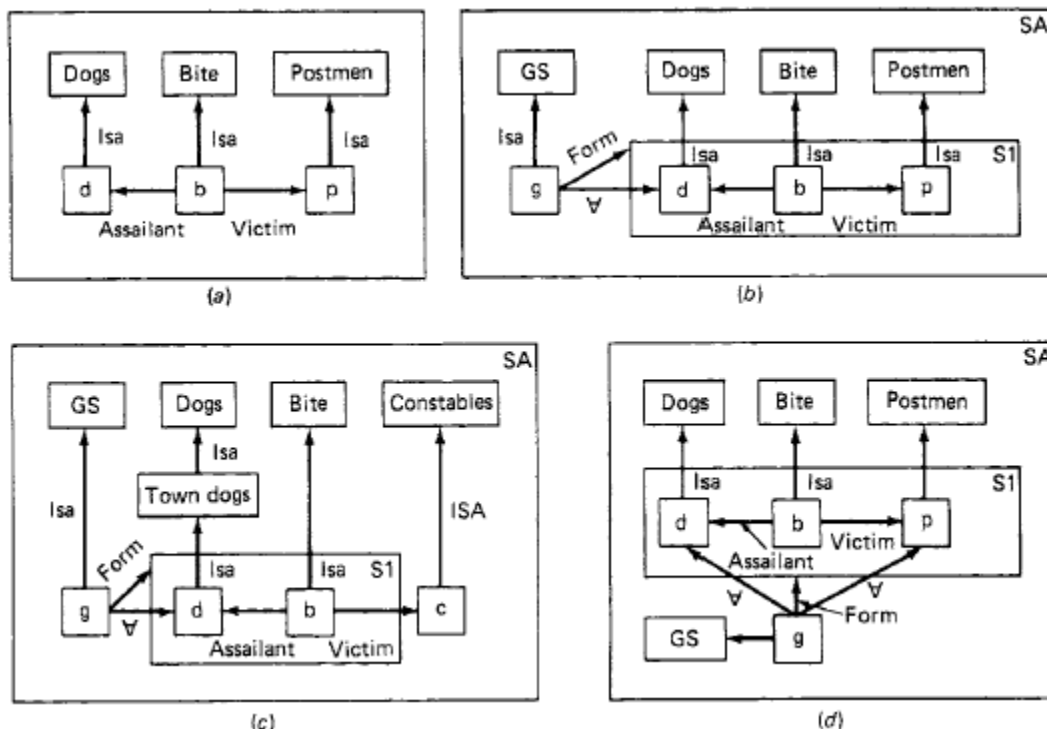 Dogs Bite Postmen
Isa Isa Isa
d b p
Assailant Victim
(a)
SA
GS Dogs Bite Postmen
Isa Form Isa Isa Isa S1
g ∀ d b p
Assailant Victim
(b)
SA
GS Dogs Bite Constables
Isa
Town dogs
Isa ISA
Form Isa Isa S1
g ∀ d b c
Assailant Victim
(c)
SA
Dogs Bite Postmen
Isa Isa
S1
d b p
Assailant Victim
∀ ∀
Form
GS g
(d)